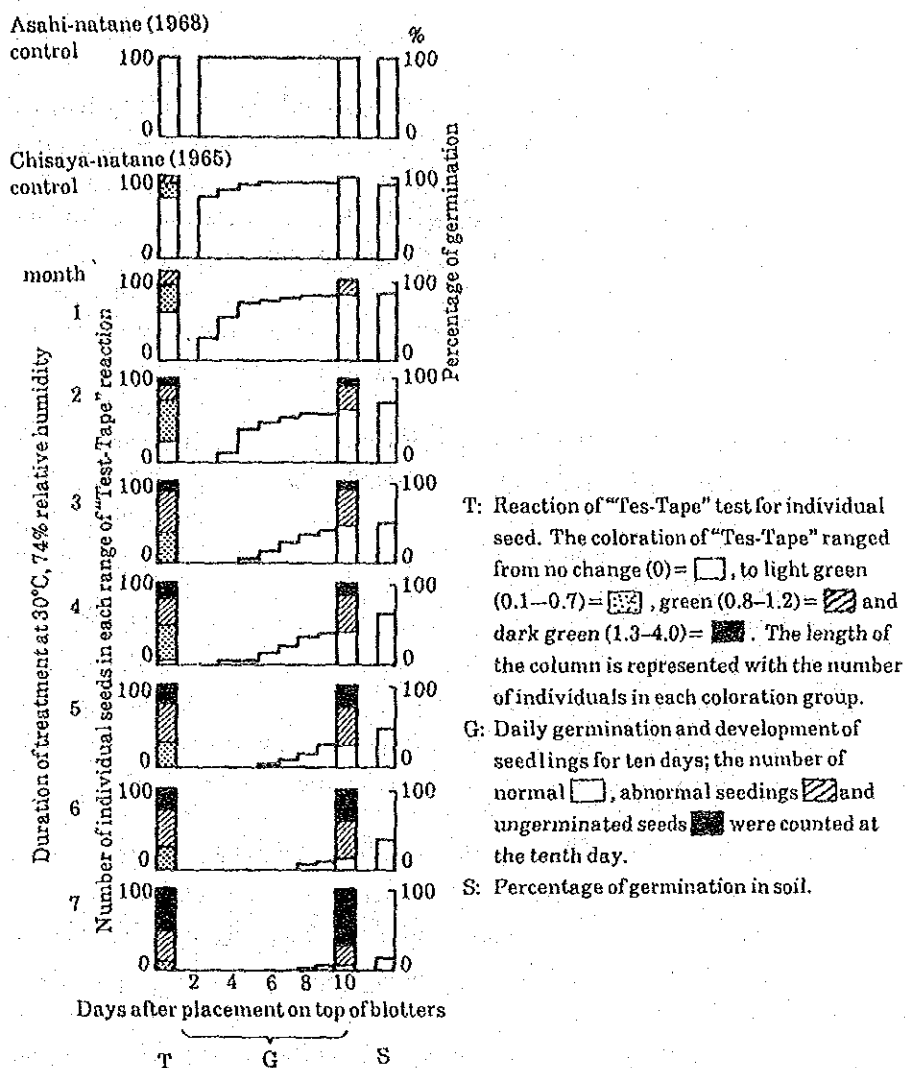 Asahi-natane (1968)
control
%
100
100
0
0
Chisaya-natane (1965)
control
100
100
0
0
month
1
100
100
0
0
2
100
100
0
0
3
100
100
0
0
4
100
100
0
0
5
100
100
0
0
6
100
100
0
0
7
100
100
0
0
2 4 6 8 10
Days after placement on top of blotters
T G S
Duration of treatment at 30°C, 74% relative humidity
Number of individual seeds in each range of "Test-Tape" reaction
Percentage of germination
T: Reaction of "Tes-Tape" test for individual
seed. The coloration of "Tes-Tape" ranged
from no change (0)= , to light green
(0.1--0.7)= , green (0.8–1.2)= and
dark green (1.3–4.0)= . The length of
the column is represented with the number
of individuals in each coloration group.
G: Daily germination and development of
seedlings for ten days; the number of
normal , abnormal seedings and
ungerminated seeds were counted at
the tenth day.
S: Percentage of germination in soil.